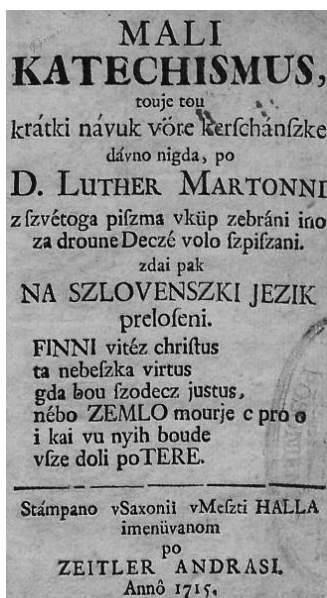 MALI
KATECHISMUS,
touje tou
krátki návuk vöre kerſchánſzke
dávno nigda, po
D. LUTHER MARTONNI
z ſzvétoga piſzma vküp zebráni ino
za droune Deczé volo ſzpiſzani.
zdai pak
NA SZLOVENSZKI JEZIK
preloſeni.
FINNI vitéz chriſtus
ta nebeſzka virtus
gda bou ſzodecz justus,
nébo ZEMLO mourje c pro o
i kai vu nyih boude
vſze doli poTERE.
Stámpano vSaxonii vMeſzti HALLA
imenüvanom
po
ZEITLER ANDRASI.
Annô 1715.